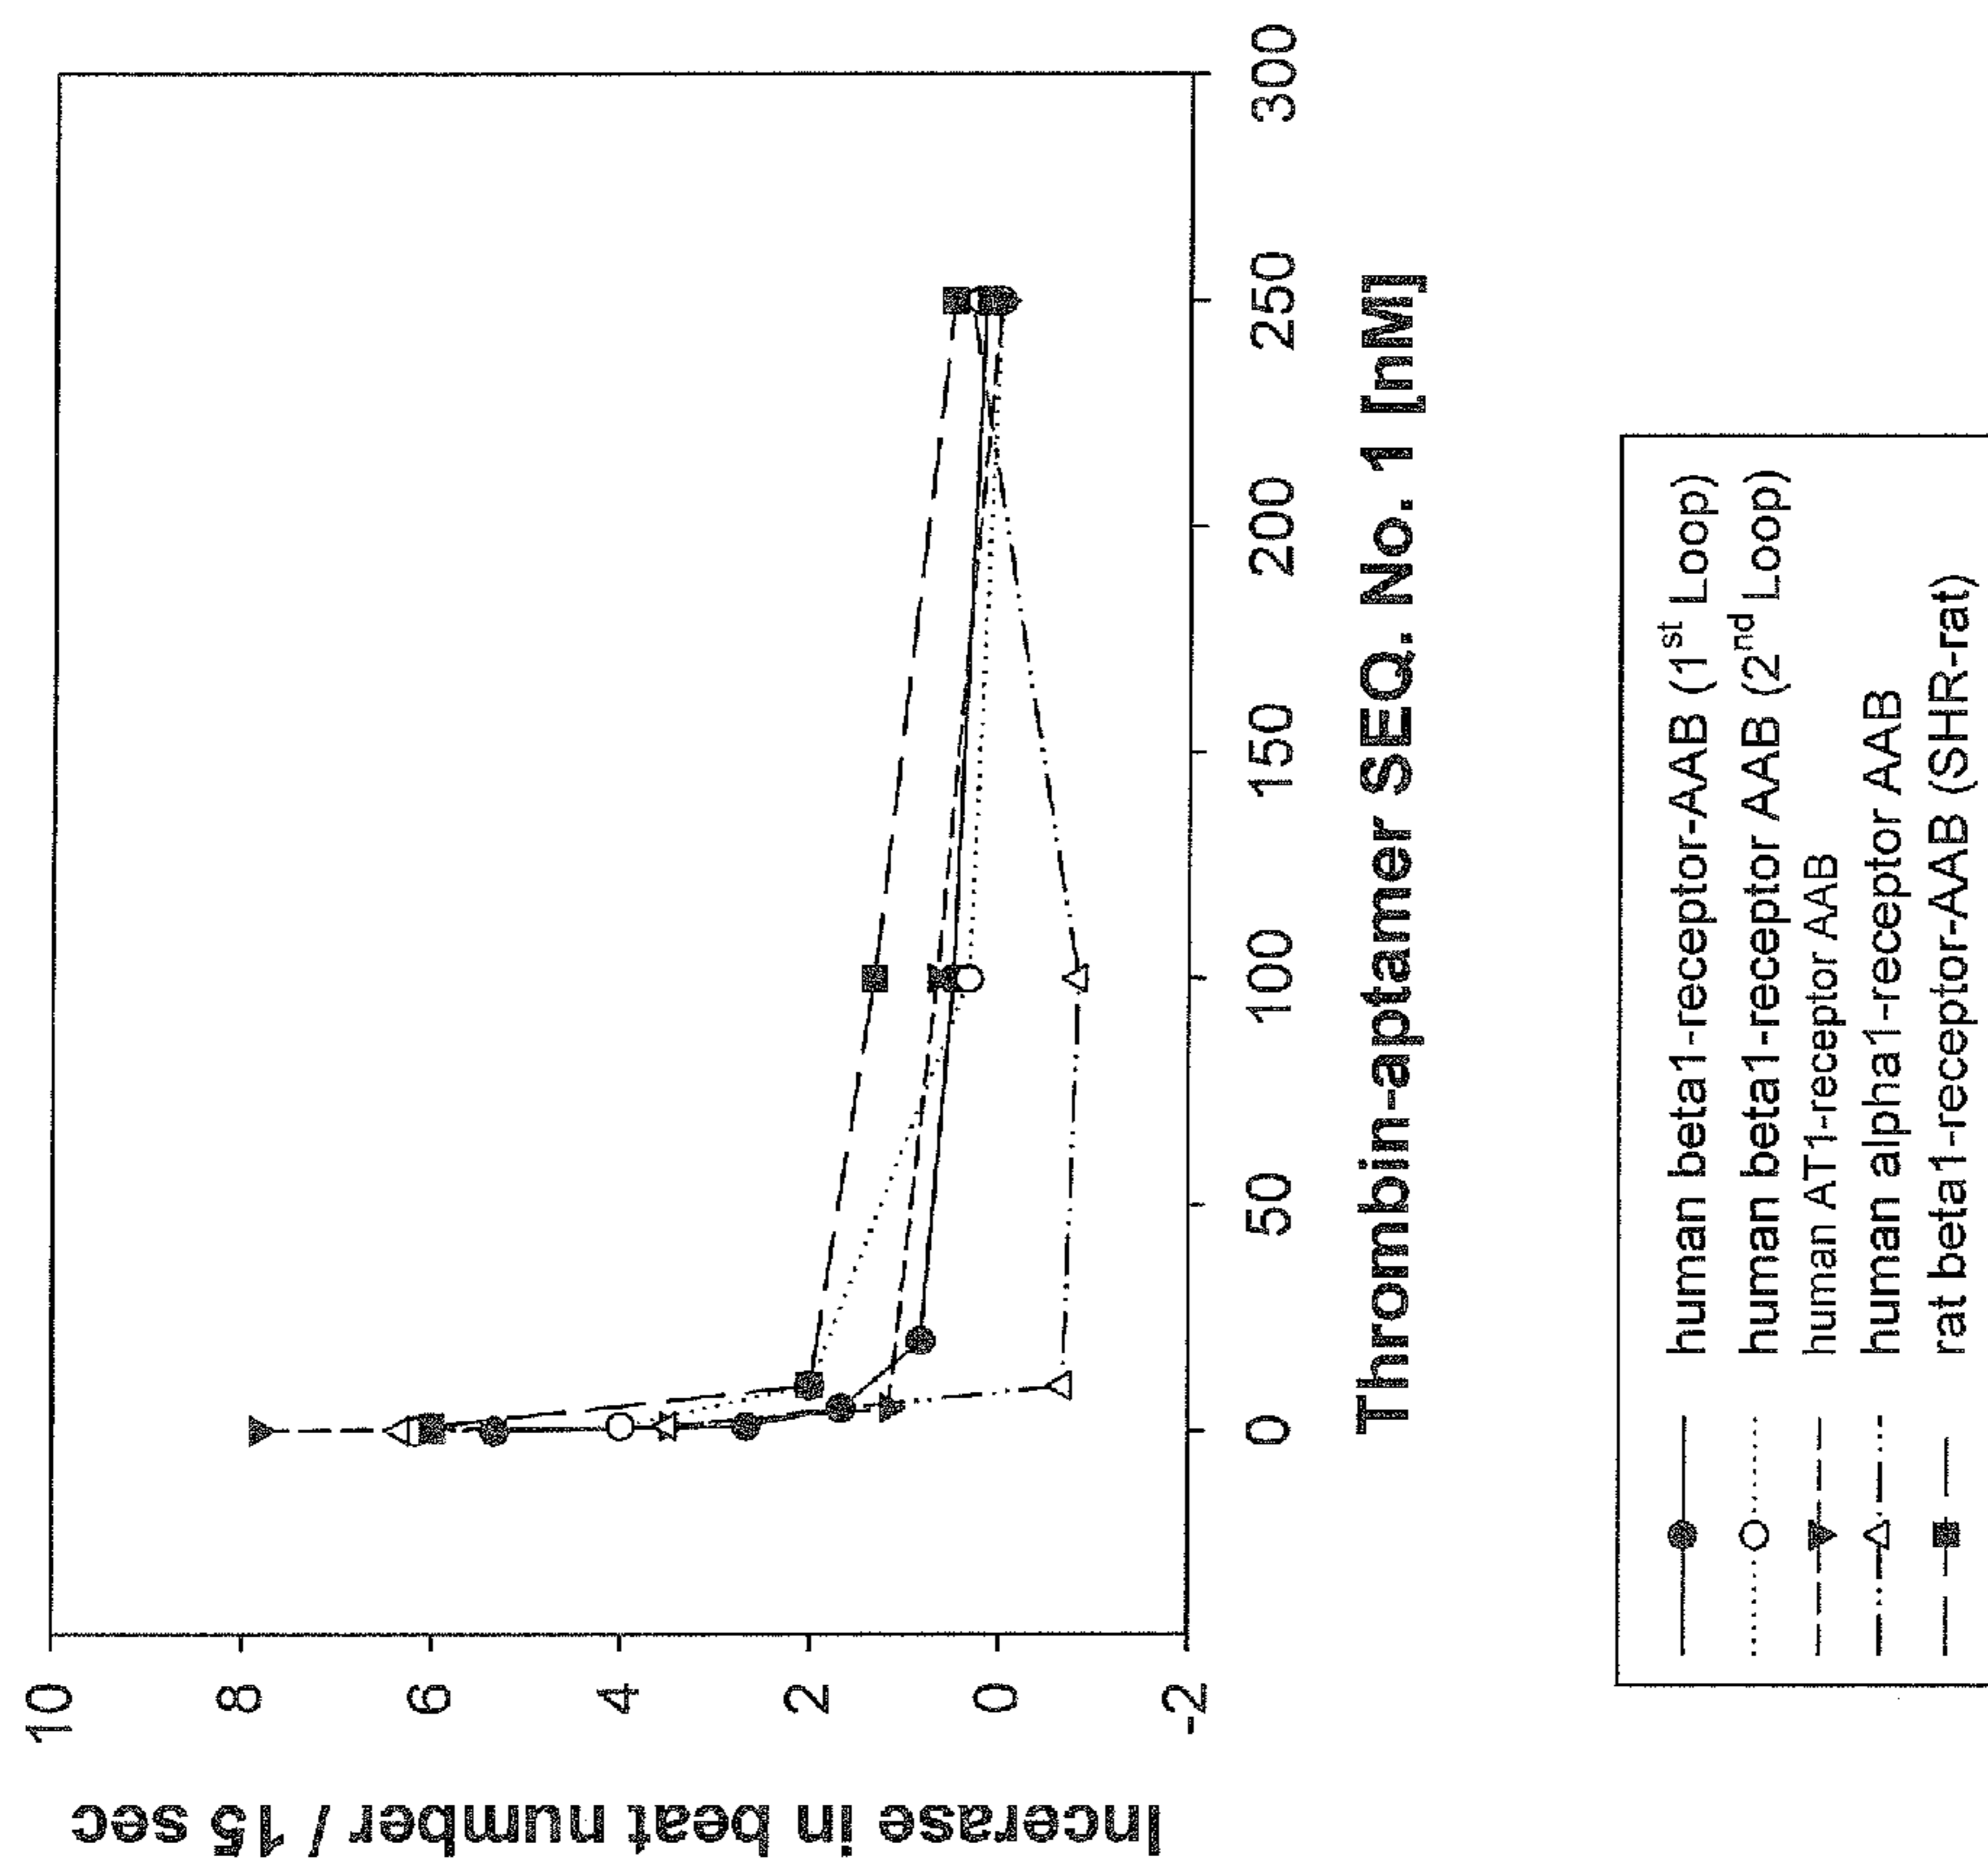 Incerase in beat number / 15 sec
10
8
6
4
2
0
-2
0
50
100
150
200
250
300
Thrombin-aptamer SEQ. No. 1 [nM]
human beta1-receptor-AAB (1st Loop)
human beta1-receptor AAB (2nd Loop)
human AT1-receptor AAB
human alpha1-receptor AAB
rat beta1-receptor-AAB (SHR-rat)